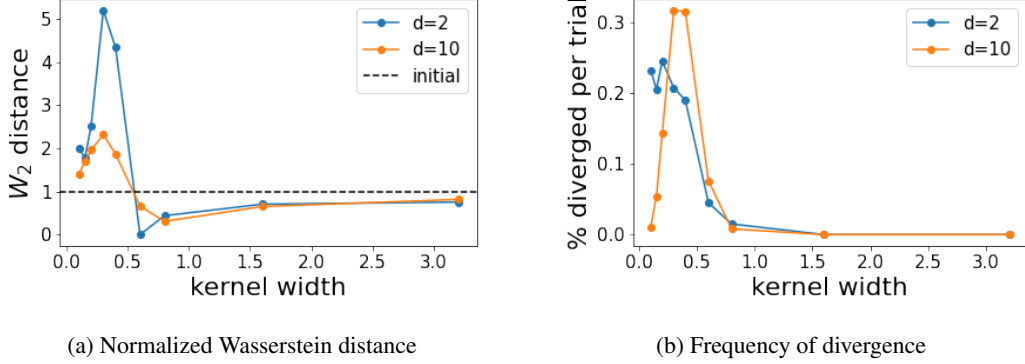 5
4
3
2
1
0
W₂ distance
0.0 0.5 1.0 1.5 2.0 2.5 3.0
kernel width
d=2
d=10
initial
(a) Normalized Wasserstein distance
0.3
0.2
0.1
0.0
% diverged per trial
0.0 0.5 1.0 1.5 2.0 2.5 3.0
kernel width
d=2
d=10
(b) Frequency of divergence